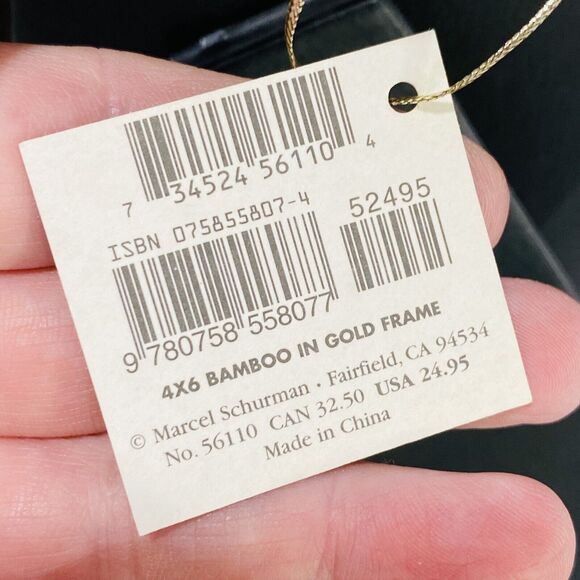 7 34524 56110 4
ISBN 075855807-4
52495
9 780758 558077
4X6 BAMBOO IN GOLD FRAME
© Marcel Schurman · Fairfield, CA 94534
No. 56110 CAN 32.50 USA 24.95
Made in China